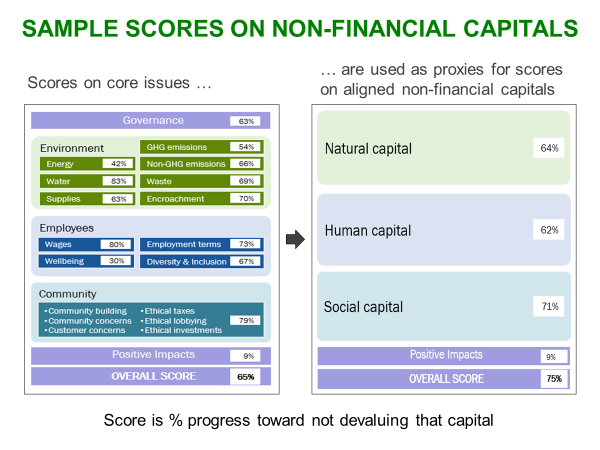 SAMPLE SCORES ON NON-FINANCIAL CAPITALS
Scores on core issues …
Governance 63%
Environment
GHG emissions 54%
Energy 42%
Non-GHG emissions 66%
Water 83%
Waste 69%
Supplies 63%
Encroachment 70%
Employees
Wages 80%
Employment terms 73%
Wellbeing 30%
Diversity & Inclusion 67%
Community
•Community building
•Community concerns
•Customer concerns
•Ethical taxes
•Ethical lobbying
•Ethical investments
79%
Positive Impacts 9%
OVERALL SCORE 65%
… are used as proxies for scores
on aligned non-financial capitals
Natural capital 64%
Human capital 62%
Social capital 71%
Positive Impacts 9%
OVERALL SCORE 75%
Score is % progress toward not devaluing that capital